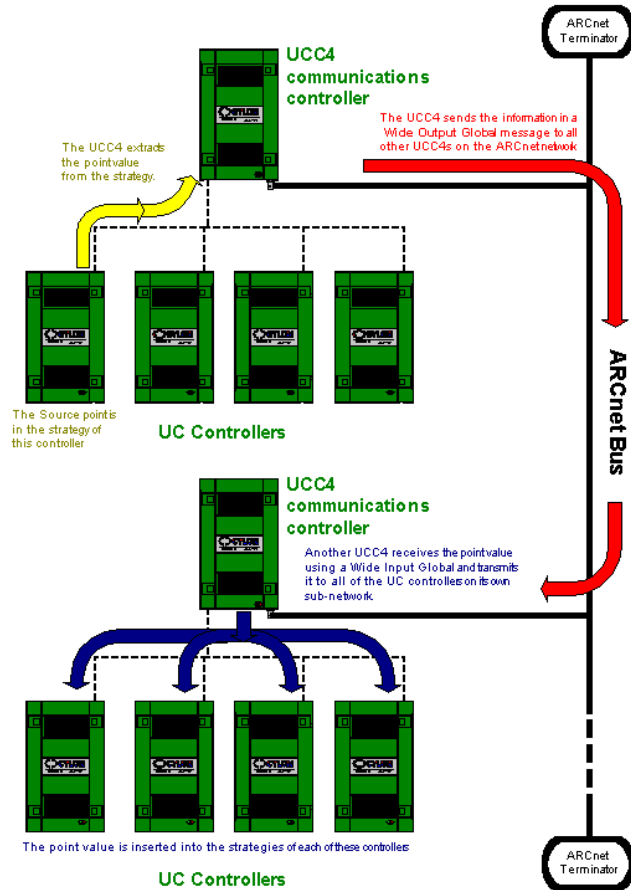 ARCnet
Terminator
UCC4
communications
controller
The UCC4 sends the information in a
Wide Output Global message to all
other UCC4s on the ARCnet network
The UCC4 extracts
the point value
from the strategy.
The Source point is
in the strategy of
this controller
UC Controllers
ARCnet Bus
UCC4
communications
controller
Another UCC4 receives the point value
using a Wide Input Global and transmits
it to all of the UC controllers on its own
sub-network.
The point value is inserted into the strategies of each of these controllers
UC Controllers
ARCnet
Terminator